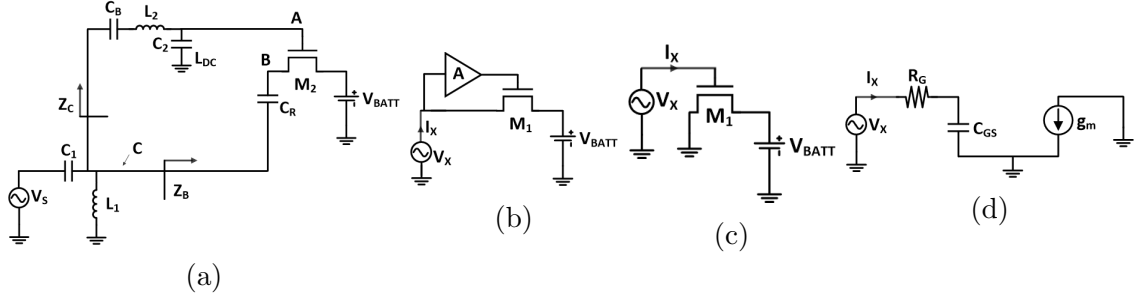 C_B L_2 A
C_2
L_DC
B
M_2
Z_C
C_R
V_BATT
C_1
C
V_S
L_1
Z_B
(a)
A
I_X
M_1
V_X
V_BATT
(b)
I_X
V_X
M_1
V_BATT
(c)
I_X R_G
V_X
C_GS
g_m
(d)